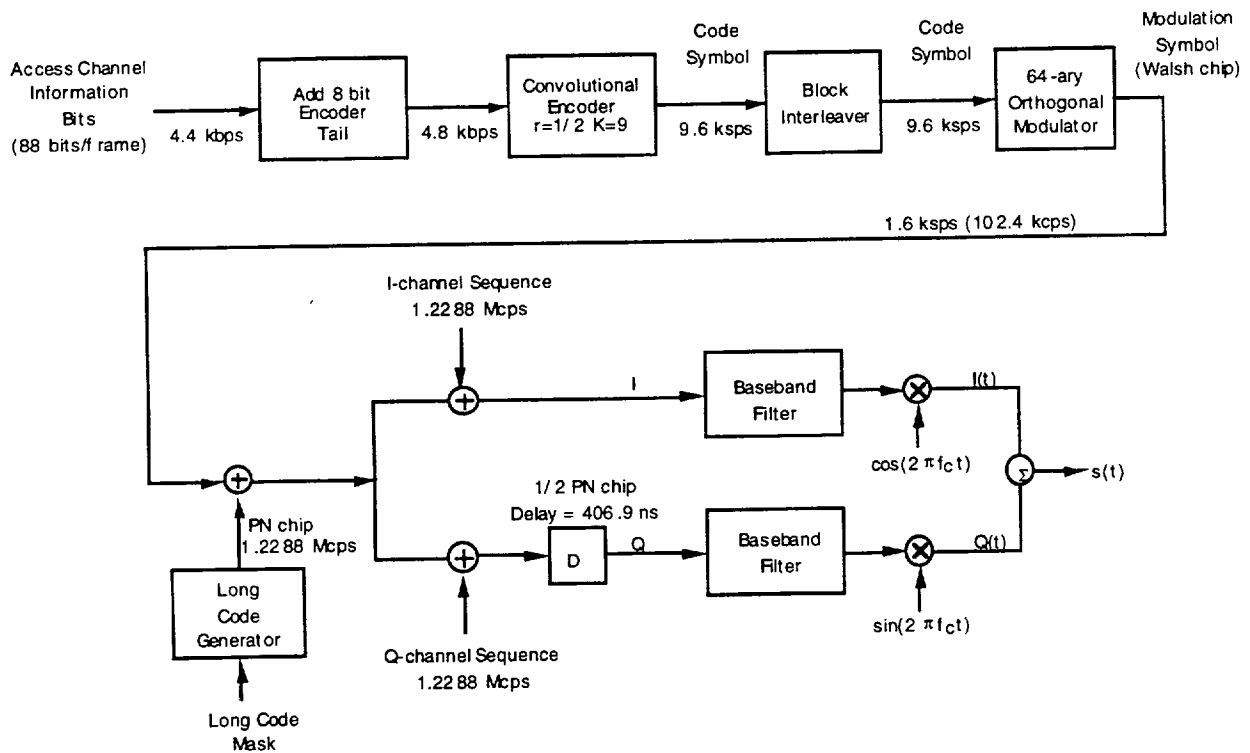 Access Channel
Information
Bits
(88 bits/frame)
4.4 kbps
Add 8 bit
Encoder
Tail
4.8 kbps
Convolutional
Encoder
r=1/2 K=9
Code
Symbol
9.6 ksps
Block
Interleaver
Code
Symbol
9.6 ksps
64-ary
Orthogonal
Modulator
Modulation
Symbol
(Walsh chip)
1.6 ksps (102.4 kcps)
I-channel Sequence
1.2288 Mcps
I
Baseband
Filter
I(t)
cos(2 πfct)
Σ
s(t)
1/2 PN chip
Delay = 406.9 ns
D
Q
Baseband
Filter
Q(t)
sin(2 πfct)
PN chip
1.2288 Mcps
Long
Code
Generator
Q-channel Sequence
1.2288 Mcps
Long Code
Mask